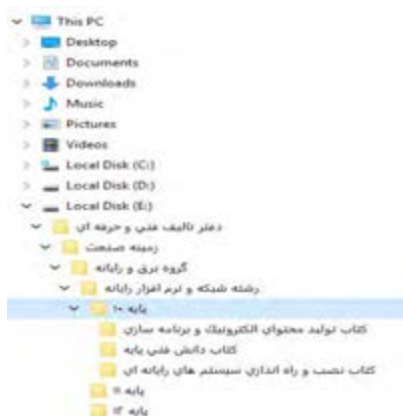 This PC
Desktop
Documents
Downloads
Music
Pictures
Videos
Local Disk (C:)
Local Disk (D:)
Local Disk (E:)
دفتر تالیف فنی و حرفه ای
زمینه صنعت
گروه برق و رایانه
رشته شبکه و نرم افزار رایانه
پایه ۱۰
کتاب تولید محتوای الکترونیک و برنامه سازی
کتاب دانش فنی پایه
کتاب نصب و راه اندازی سیستم های رایانه ای
پایه ۱۱
پایه ۱۲